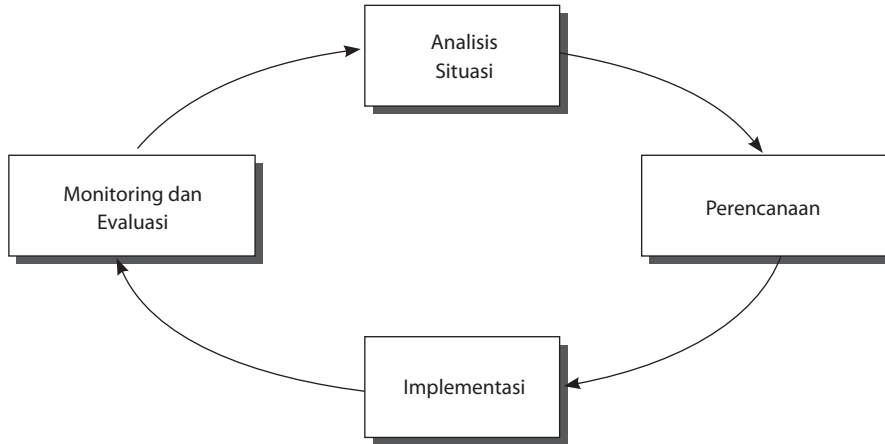 Analisis
Situasi
Perencanaan
Implementasi
Monitoring dan
Evaluasi